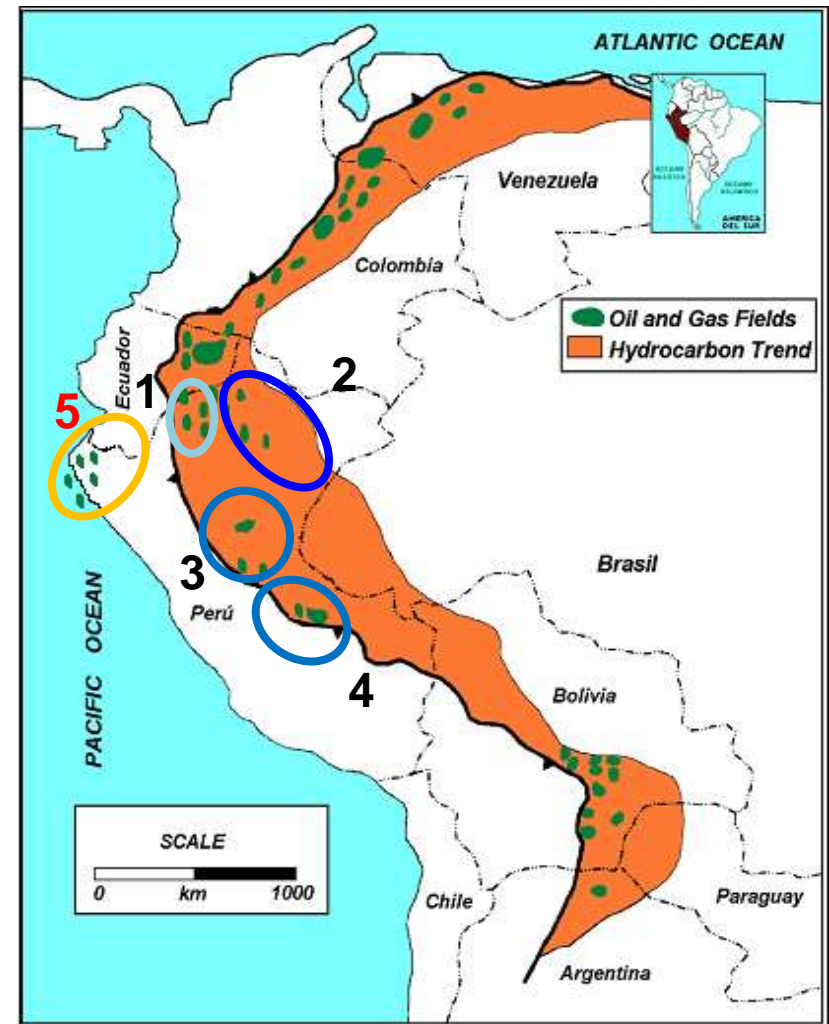 ATLANTIC OCEAN
Venezuela
AMERICA
DEL SUR
Colombia
Oil and Gas Fields
Hydrocarbon Trend
Ecuador
1
2
5
3
Brasil
Perú
4
PACIFIC OCEAN
Bolivia
SCALE
0 km 1000
Chile
Paraguay
Argentina